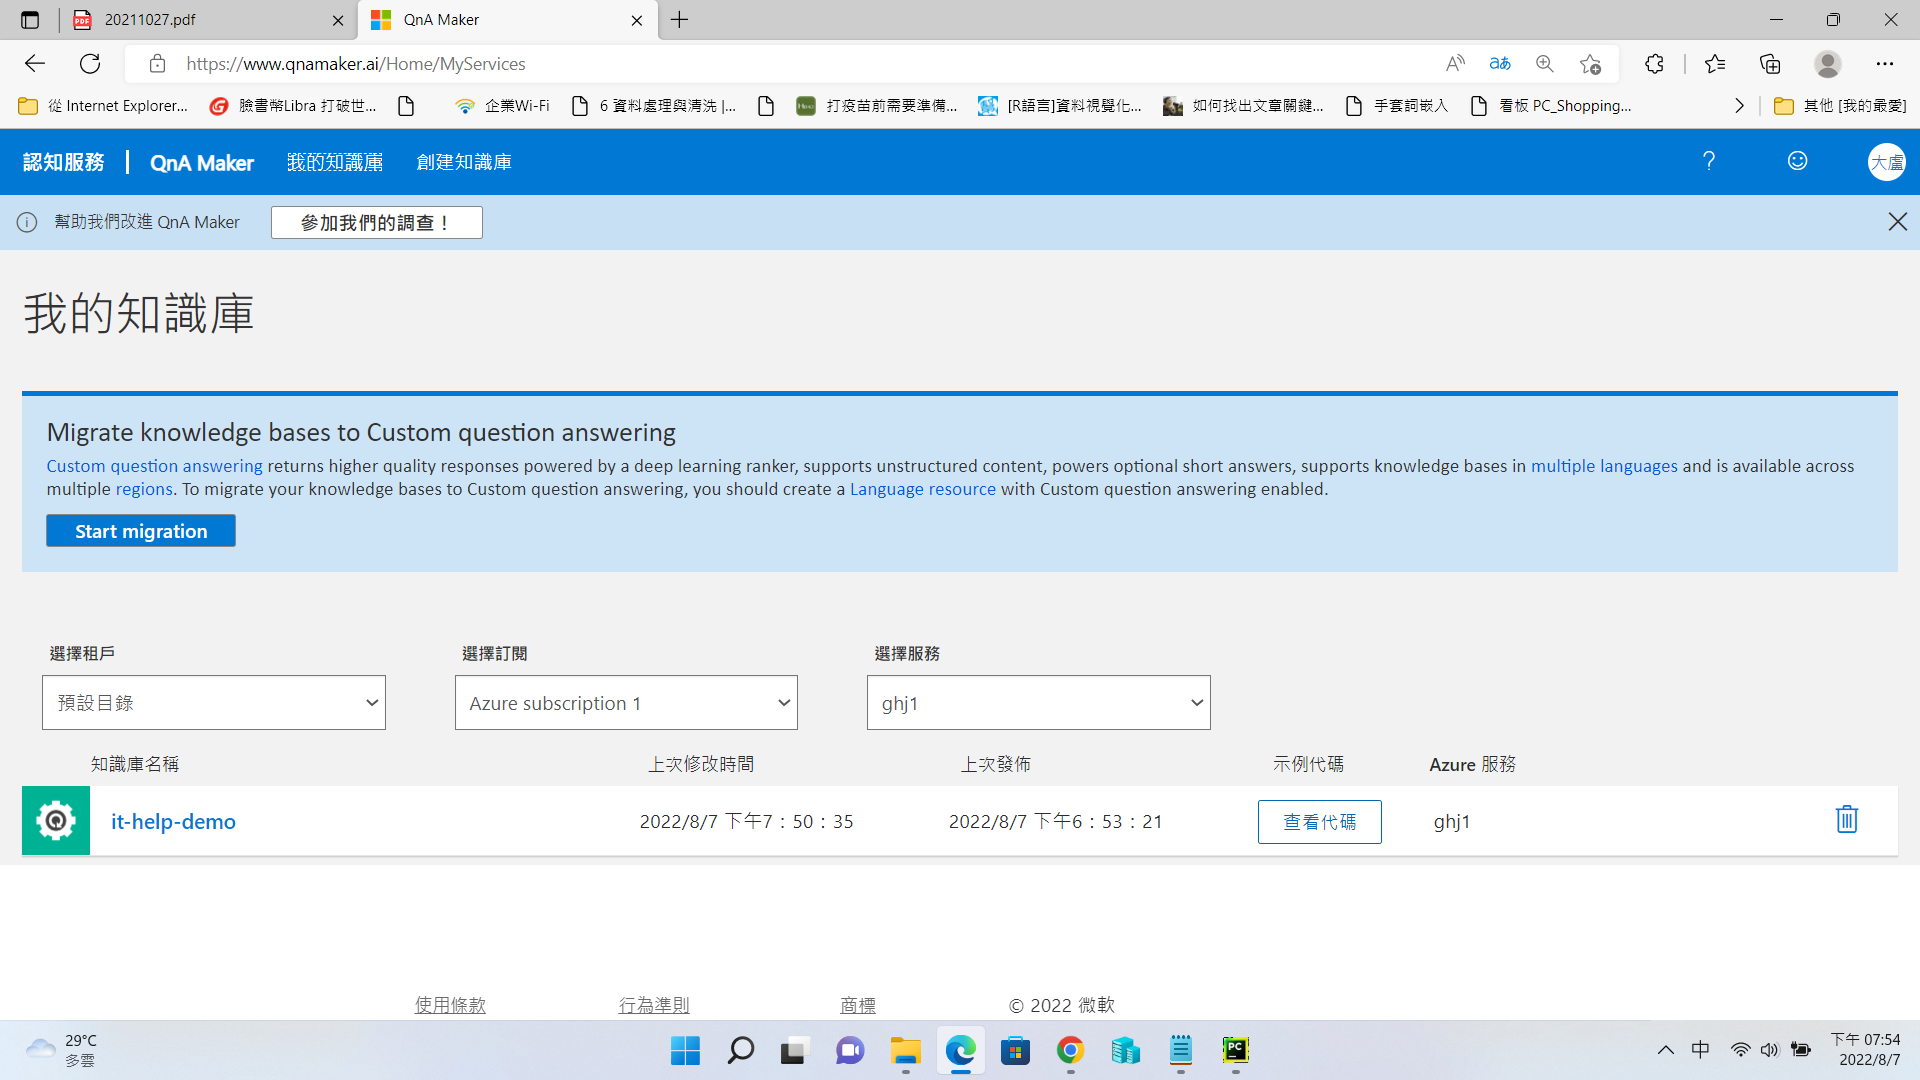 20211027.pdf
QnA Maker
https://www.qnamaker.ai/Home/MyServices
從 Internet Explorer...
臉書幣Libra 打破世...
企業Wi-Fi
6 資料處理與清洗 |...
打疫苗前需要準備...
[R語言]資料視覺化...
如何找出文章關鍵...
手套詞嵌入
看板 PC_Shopping...
其他 [我的最愛]
認知服務
QnA Maker
我的知識庫
創建知識庫
大盧
幫助我們改進 QnA Maker
參加我們的調查！
我的知識庫
Migrate knowledge bases to Custom question answering
Custom question answering returns higher quality responses powered by a deep learning ranker, supports unstructured content, powers optional short answers, supports knowledge bases in multiple languages and is available across
multiple regions. To migrate your knowledge bases to Custom question answering, you should create a Language resource with Custom question answering enabled.
Start migration
選擇租戶
選擇訂閱
選擇服務
預設目錄
Azure subscription 1
ghj1
知識庫名稱
上次修改時間
上次發佈
示例代碼
Azure 服務
it-help-demo
2022/8/7 下午7：50：35
2022/8/7 下午6：53：21
查看代碼
ghj1
使用條款
行為準則
商標
© 2022 微軟
29°C
多雲
中
下午 07:54
2022/8/7